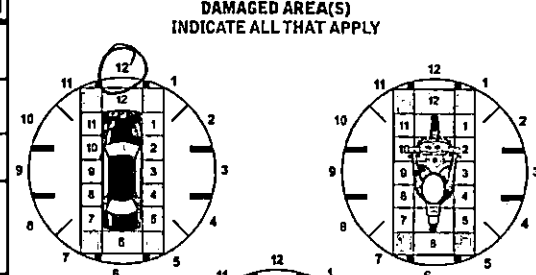 DAMAGED AREA(S)
INDICATE ALL THAT APPLY
12 12
11 1 11 1
12 12
10 11 1 2 10 11 1 2
10 2 10 2
9 9 3 3 9 9 3 3
8 4 8 4
8 7 5 4 8 7 5 4
6 6
7 6 5 7 6 5
11 12 1